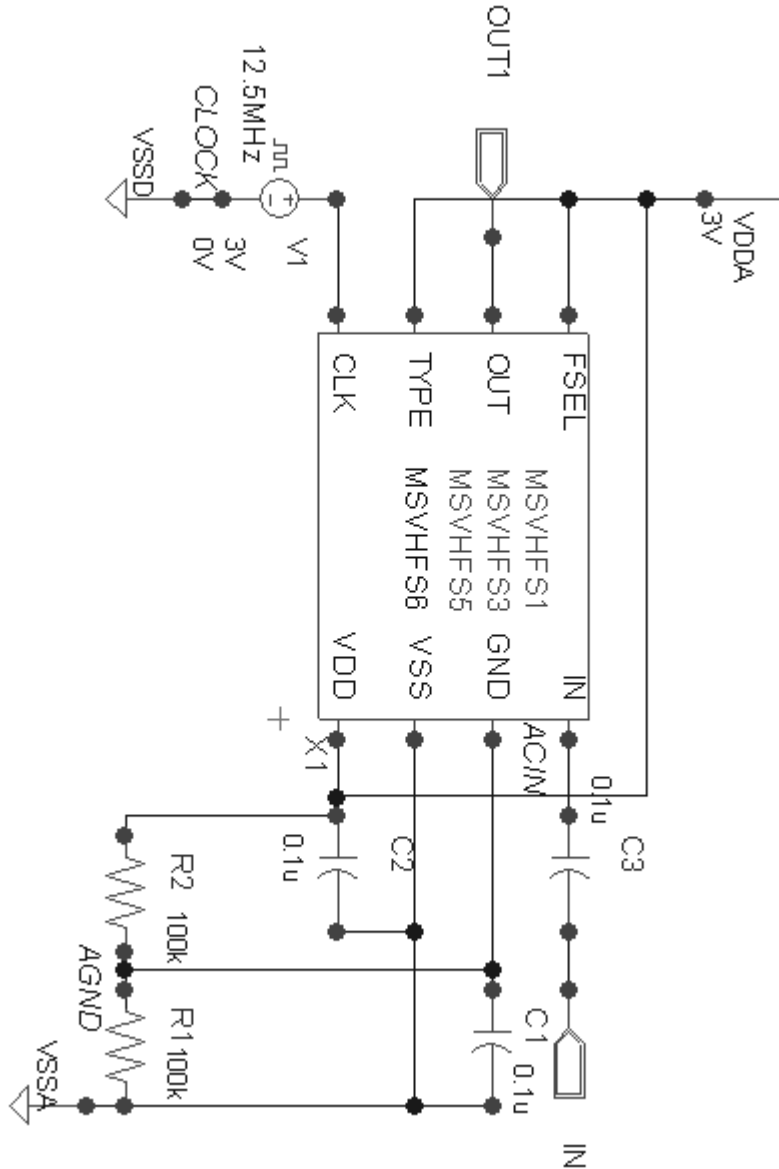 VDDA
3V
C3
0.1u
IN
FSEL
IN
ACIN
MSVHFS1
C1
0.1u
OUT1
OUT
MSVHFS3
GND
MSVHFS5
TYPE
MSVHFS6
VSS
C2
0.1u
CLK
VDD
X1
V1
12.5MHz
3V
CLOCK
0V
VSSD
R2
100k
R1
100k
AGND
VSSA